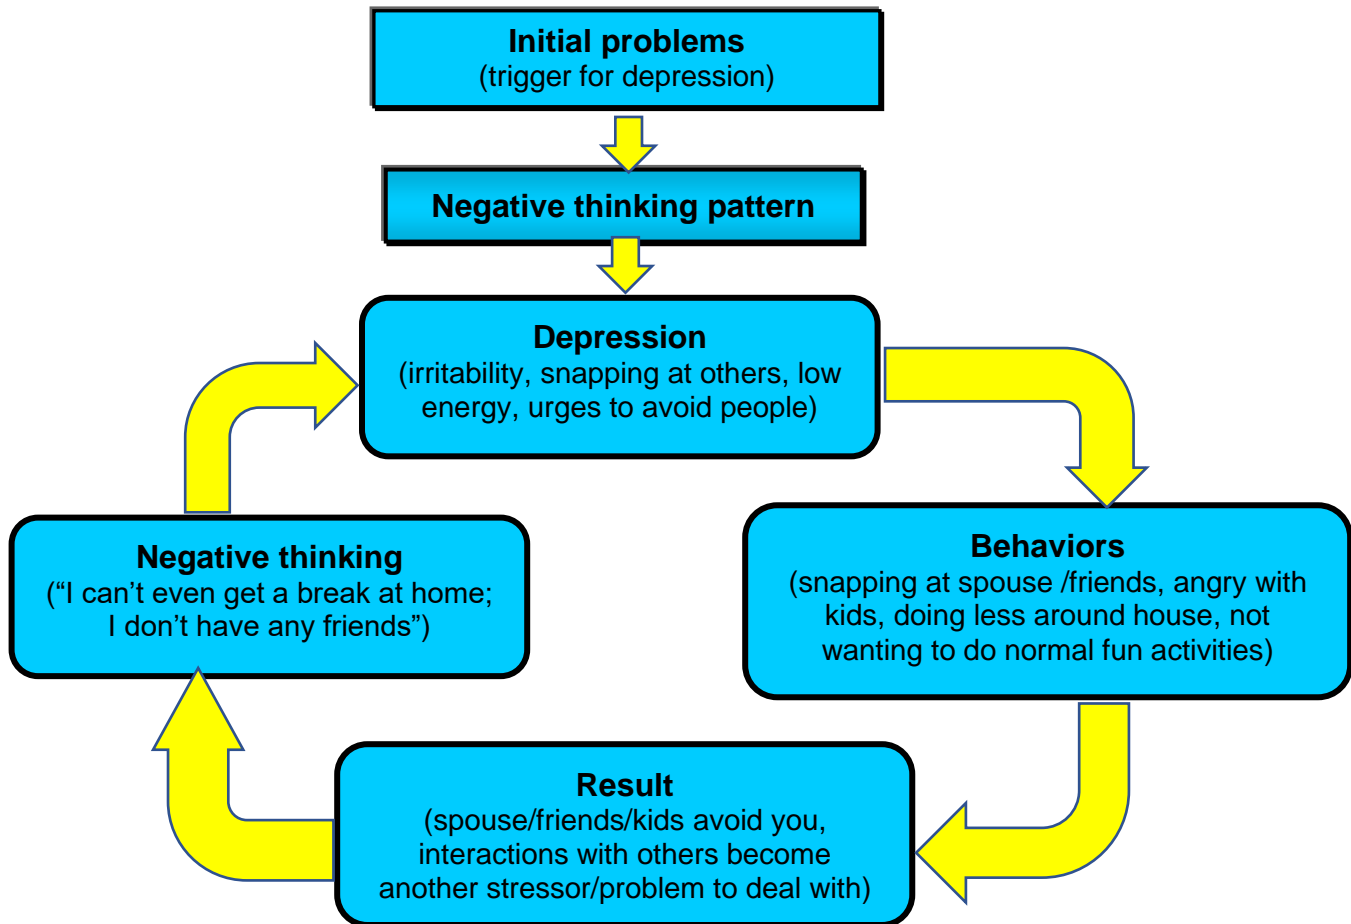 Initial problems
(trigger for depression)
Negative thinking pattern
Depression
(irritability, snapping at others, low
energy, urges to avoid people)
Behaviors
(snapping at spouse /friends, angry with
kids, doing less around house, not
wanting to do normal fun activities)
Result
(spouse/friends/kids avoid you,
interactions with others become
another stressor/problem to deal with)
Negative thinking
(“I can’t even get a break at home;
I don’t have any friends”)